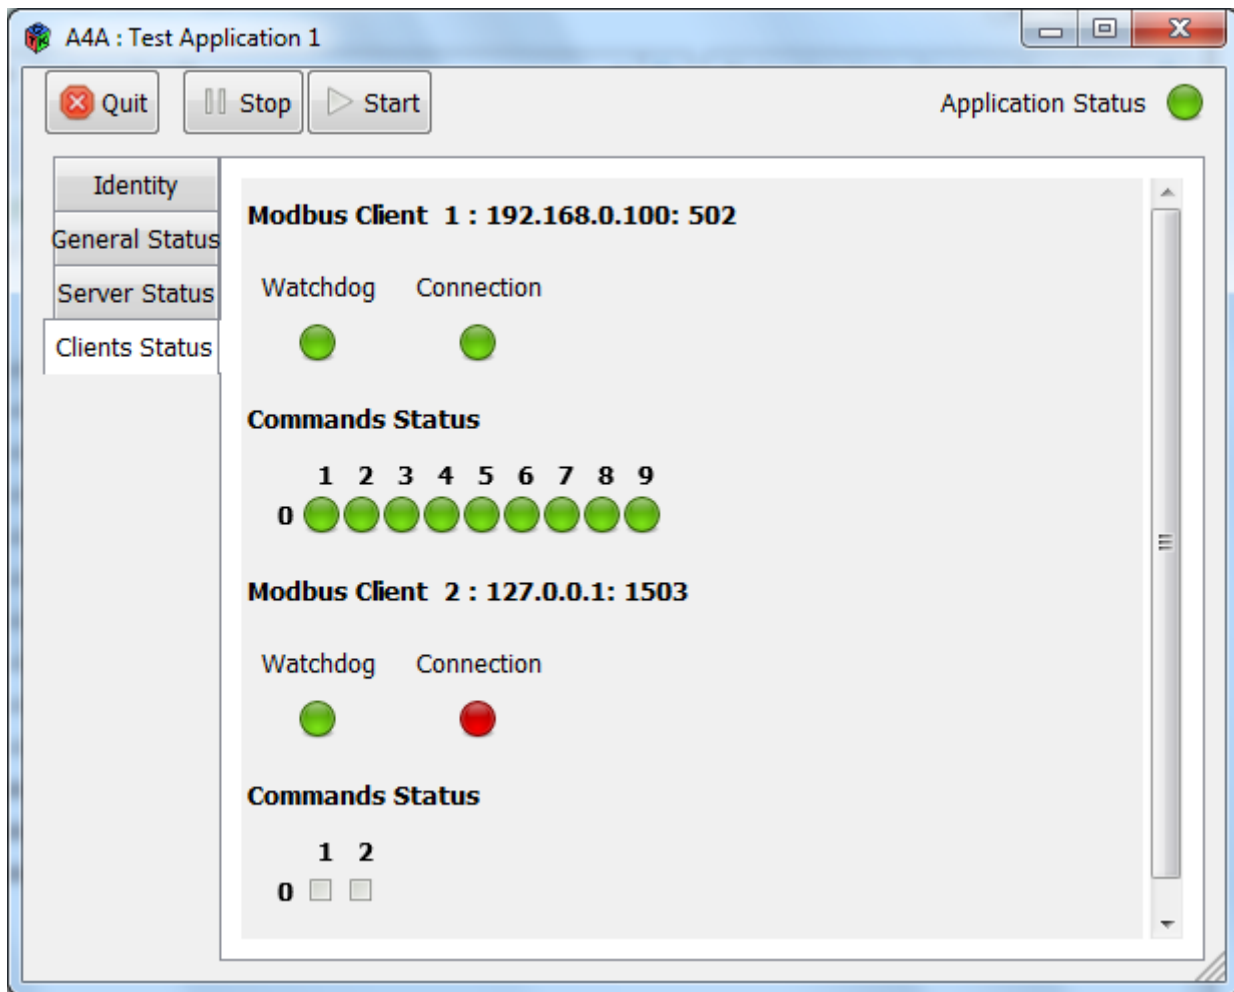 A4A : Test Application 1
Quit Stop Start Application Status
Identity
General Status
Server Status
Clients Status
Modbus Client 1 : 192.168.0.100: 502
Watchdog Connection
Commands Status
1 2 3 4 5 6 7 8 9
0
Modbus Client 2 : 127.0.0.1: 1503
Watchdog Connection
Commands Status
1 2
0